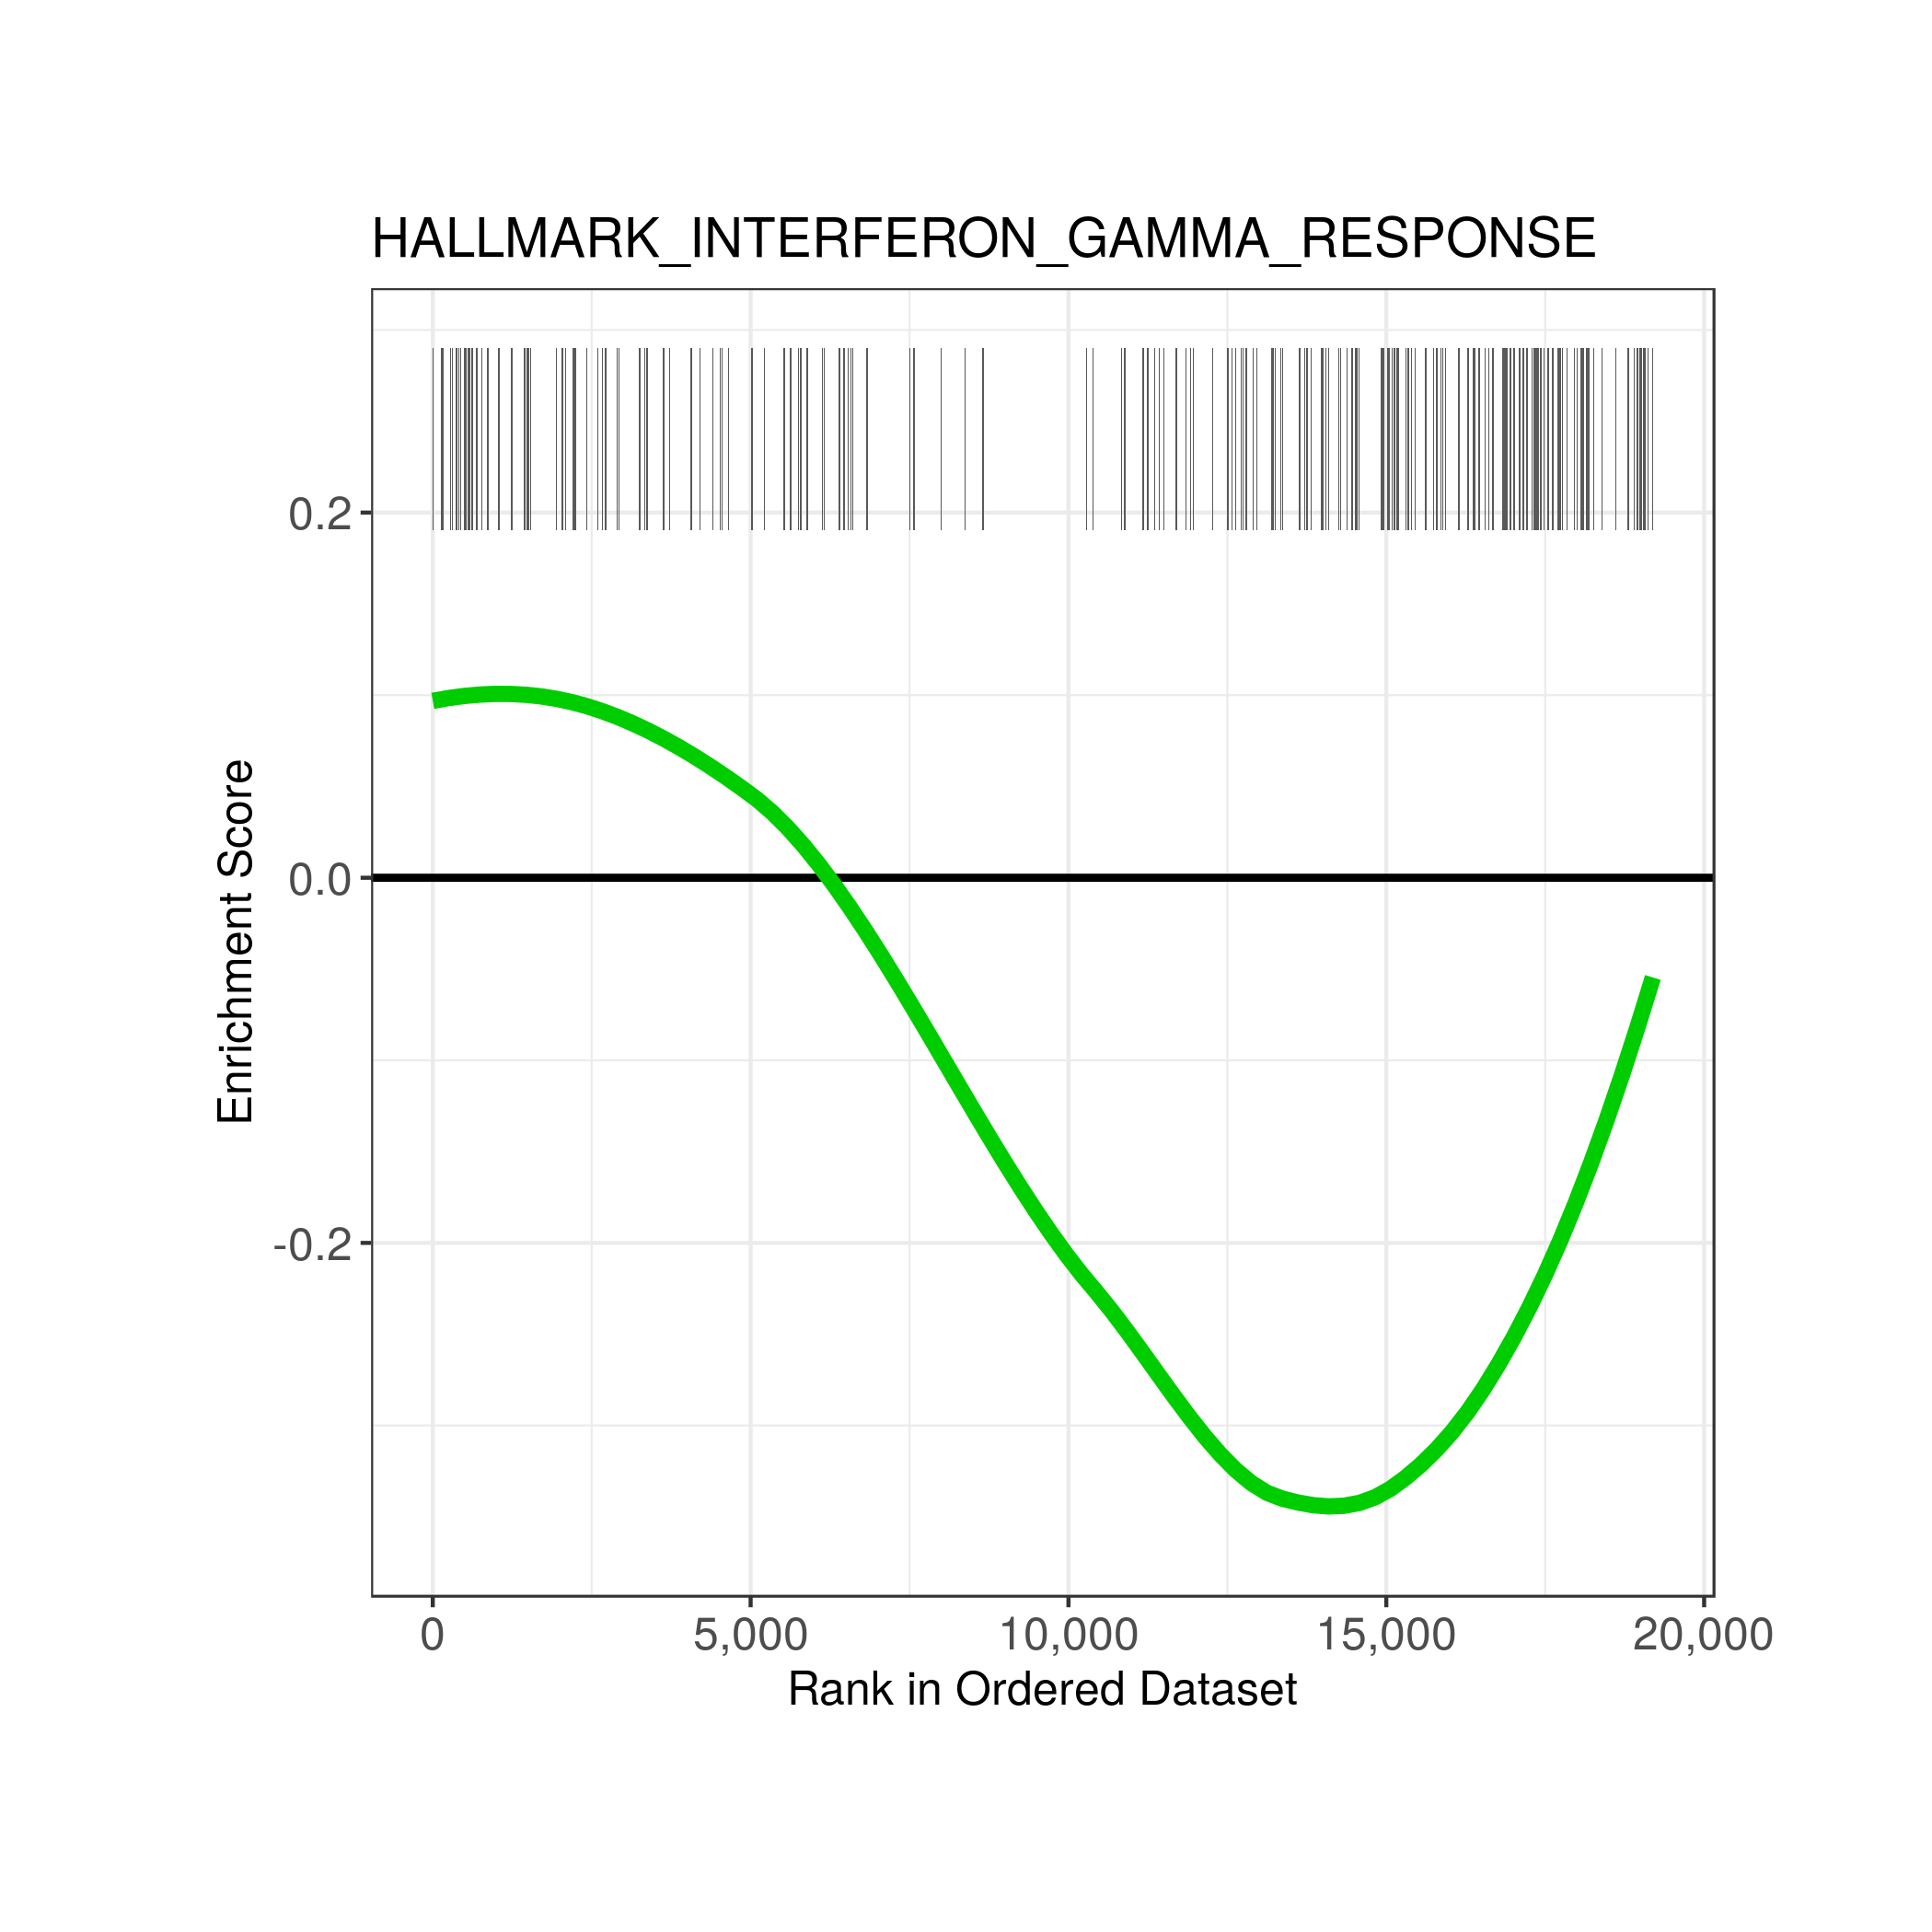 HALLMARK_INTERFERON_GAMMA_RESPONSE
Enrichment Score
0.2
0.0
-0.2
0 5,000 10,000 15,000 20,000
Rank in Ordered Dataset